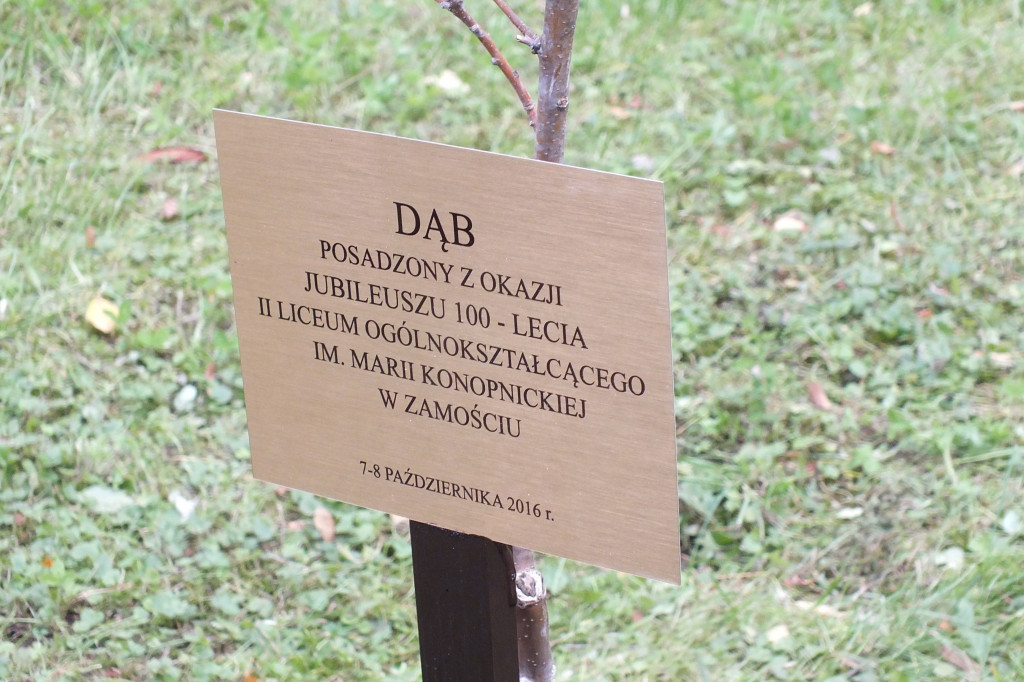 DĄB
POSADZONY Z OKAZJI
JUBILEUSZU 100 - LECIA
II LICEUM OGÓLNOKSZTAŁCĄCEGO
IM. MARII KONOPNICKIEJ
W ZAMOŚCIU
7-8 PAŹDZIERNIKA 2016 r.